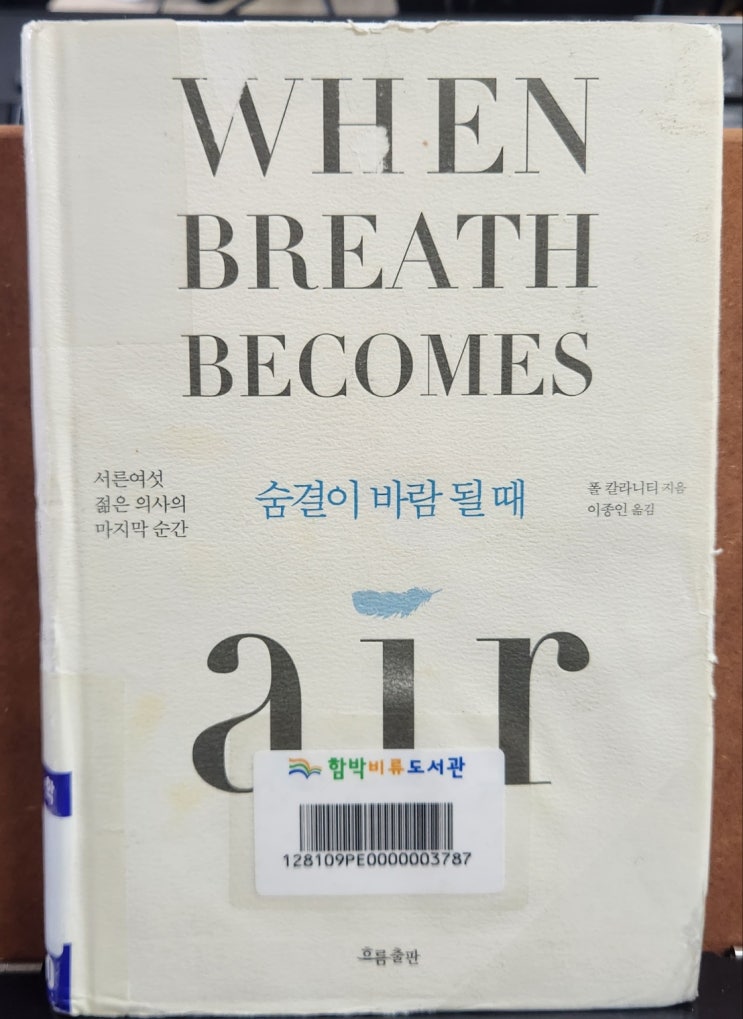 WHEN
BREATH
BECOMES
서른여섯
젊은 의사의
마지막 순간
숨결이 바람 될 때
폴 칼라니티 지음
이종인 옮김
air
함박비류도서관
128109PE0000003787
흐름출판